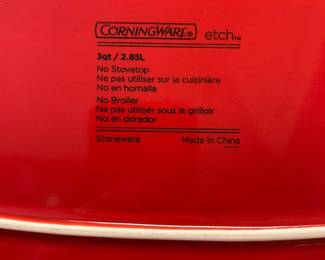 CORNINGWARE® etch™
3qt / 2.85L
No Stovetop
Ne pas utiliser sur la cuisinière
No en hornalla
No Broiler
Ne pas utiliser sous le grilloir
No en dorador
Stoneware Made in China